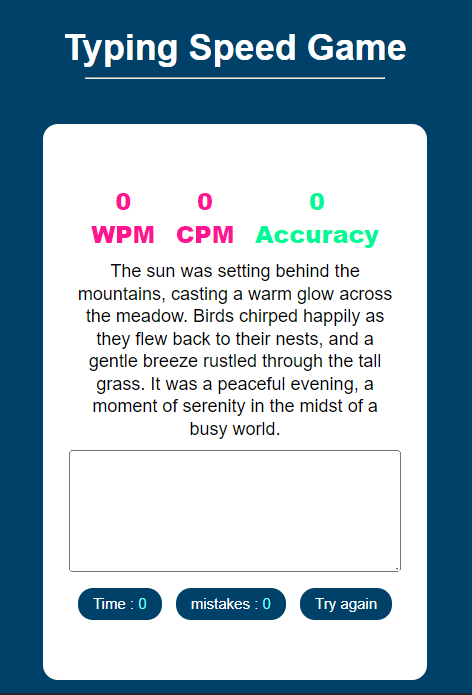 Typing Speed Game
0 0 0
WPM CPM Accuracy
The sun was setting behind the
mountains, casting a warm glow across
the meadow. Birds chirped happily as
they flew back to their nests, and a
gentle breeze rustled through the tall
grass. It was a peaceful evening, a
moment of serenity in the midst of a
busy world.
Time : 0 mistakes : 0 Try again